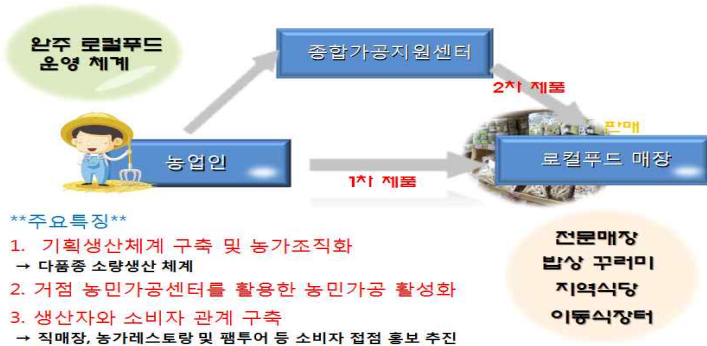 완주 로컬푸드
운영 체계
종합가공지원센터
2차 제품
판매
농업인
로컬푸드 매장
1차 제품
**주요특징**
1. 기획생산체계 구축 및 농가조직화
→ 다품종 소량생산 체계
2. 거점 농민가공센터를 활용한 농민가공 활성화
3. 생산자와 소비자 관계 구축
→ 직매장, 농가레스토랑 및 팸투어 등 소비자 접점 홍보 추진
전문매장
밥상 꾸러미
지역식당
이동식장터